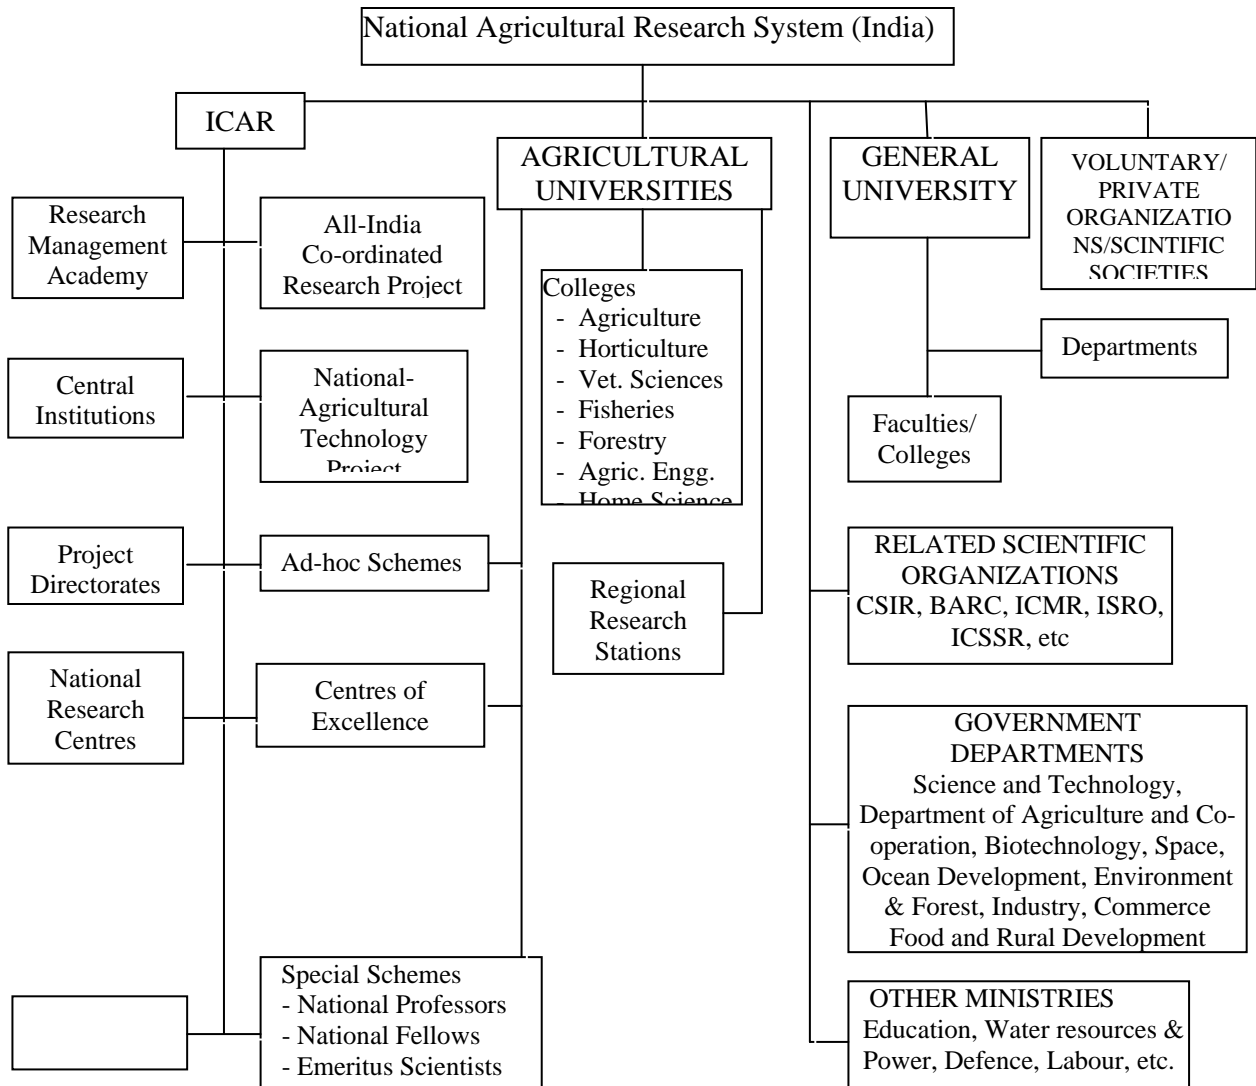 National Agricultural Research System (India)
ICAR
AGRICULTURAL
UNIVERSITIES
GENERAL
UNIVERSITY
VOLUNTARY/
PRIVATE
ORGANIZATIO
NS/SCINTIFIC
SOCIETIES
Research
Management
Academy
All-India
Co-ordinated
Research Project
Colleges
- Agriculture
- Horticulture
- Vet. Sciences
- Fisheries
- Forestry
- Agric. Engg.
- Home Science
Departments
Central
Institutions
National-
Agricultural
Technology
Project
Faculties/
Colleges
Project
Directorates
Ad-hoc Schemes
Regional
Research
Stations
RELATED SCIENTIFIC
ORGANIZATIONS
CSIR, BARC, ICMR, ISRO,
ICSSR, etc
National
Research
Centres
Centres of
Excellence
GOVERNMENT
DEPARTMENTS
Science and Technology,
Department of Agriculture and Co-
operation, Biotechnology, Space,
Ocean Development, Environment
& Forest, Industry, Commerce
Food and Rural Development
Special Schemes
- National Professors
- National Fellows
- Emeritus Scientists
OTHER MINISTRIES
Education, Water resources &
Power, Defence, Labour, etc.